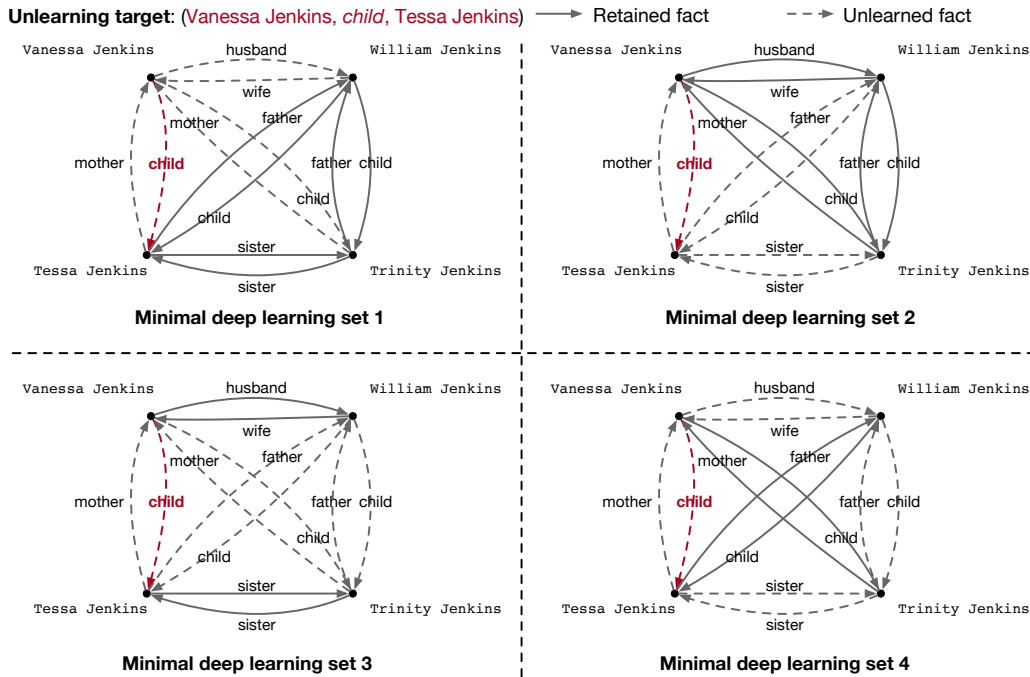 Unlearning target: (Vanessa Jenkins, child, Tessa Jenkins) Retained fact Unlearned fact
Vanessa Jenkins husband William Jenkins
wife
mother father
mother child father child
child child
sister
Tessa Jenkins Trinity Jenkins
sister
Minimal deep learning set 1
Vanessa Jenkins husband William Jenkins
wife
mother father
mother child father child
child child
sister
Tessa Jenkins Trinity Jenkins
sister
Minimal deep learning set 2
Vanessa Jenkins husband William Jenkins
wife
mother father
mother child father child
child child
sister
Tessa Jenkins Trinity Jenkins
sister
Minimal deep learning set 3
Vanessa Jenkins husband William Jenkins
wife
mother father
mother child father child
child child
sister
Tessa Jenkins Trinity Jenkins
sister
Minimal deep learning set 4